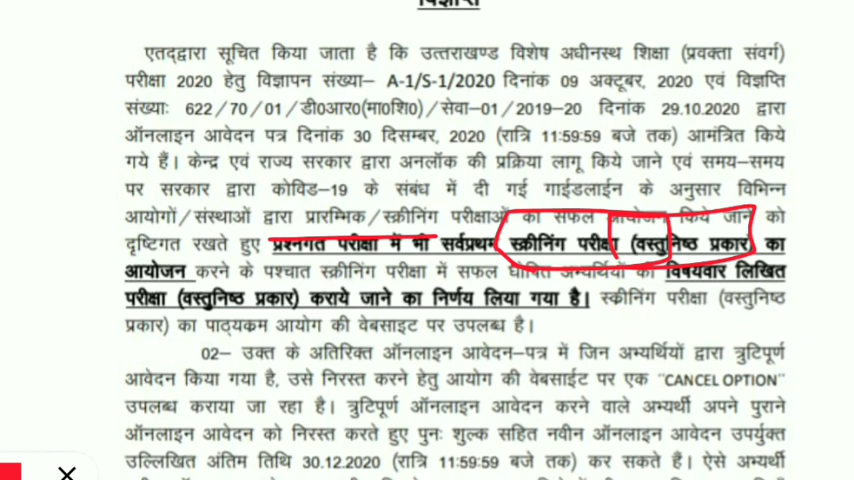 विज्ञप्ति
एतद्द्वारा सूचित किया जाता है कि उत्तराखण्ड विशेष अधीनस्थ शिक्षा (प्रवक्ता संवर्ग)
परीक्षा 2020 हेतु विज्ञापन संख्या– A-1/S-1/2020 दिनांक 09 अक्टूबर, 2020 एवं विज्ञप्ति
संख्याः 622/70/01/डी0आर0(मा0शि0)/सेवा–01/2019–20 दिनांक 29.10.2020 द्वारा
ऑनलाइन आवेदन पत्र दिनांक 30 दिसम्बर, 2020 (रात्रि 11:59:59 बजे तक) आमंत्रित किये
गये हैं। केन्द्र एवं राज्य सरकार द्वारा अनलॉक की प्रक्रिया लागू किये जाने एवं समय–समय
पर सरकार द्वारा कोविड–19 के संबंध में दी गई गाईडलाईन के अनुसार विभिन्न
आयोगों/संस्थाओं द्वारा प्रारम्भिक/स्क्रीनिंग परीक्षाओं का सफल आयोजन किये जाने को
दृष्टिगत रखते हुए प्रश्नगत परीक्षा में भी सर्वप्रथम स्क्रीनिंग परीक्षा (वस्तुनिष्ठ प्रकार) का
आयोजन करने के पश्चात स्क्रीनिंग परीक्षा में सफल घोषित अभ्यर्थियों की विषयवार लिखित
परीक्षा (वस्तुनिष्ठ प्रकार) कराये जाने का निर्णय लिया गया है। स्क्रीनिंग परीक्षा (वस्तुनिष्ठ
प्रकार) का पाठ्यक्रम आयोग की वेबसाइट पर उपलब्ध है।
02– उक्त के अतिरिक्त ऑनलाइन आवेदन–पत्र में जिन अभ्यर्थियों द्वारा त्रुटिपूर्ण
आवेदन किया गया है, उसे निरस्त करने हेतु आयोग की वेबसाईट पर एक "CANCEL OPTION"
उपलब्ध कराया जा रहा है। त्रुटिपूर्ण ऑनलाइन आवेदन करने वाले अभ्यर्थी अपने पुराने
ऑनलाइन आवेदन को निरस्त करते हुए पुनः शुल्क सहित नवीन ऑनलाइन आवेदन उपर्युक्त
उल्लिखित अंतिम तिथि 30.12.2020 (रात्रि 11:59:59 बजे तक) कर सकते हैं। ऐसे अभ्यर्थी